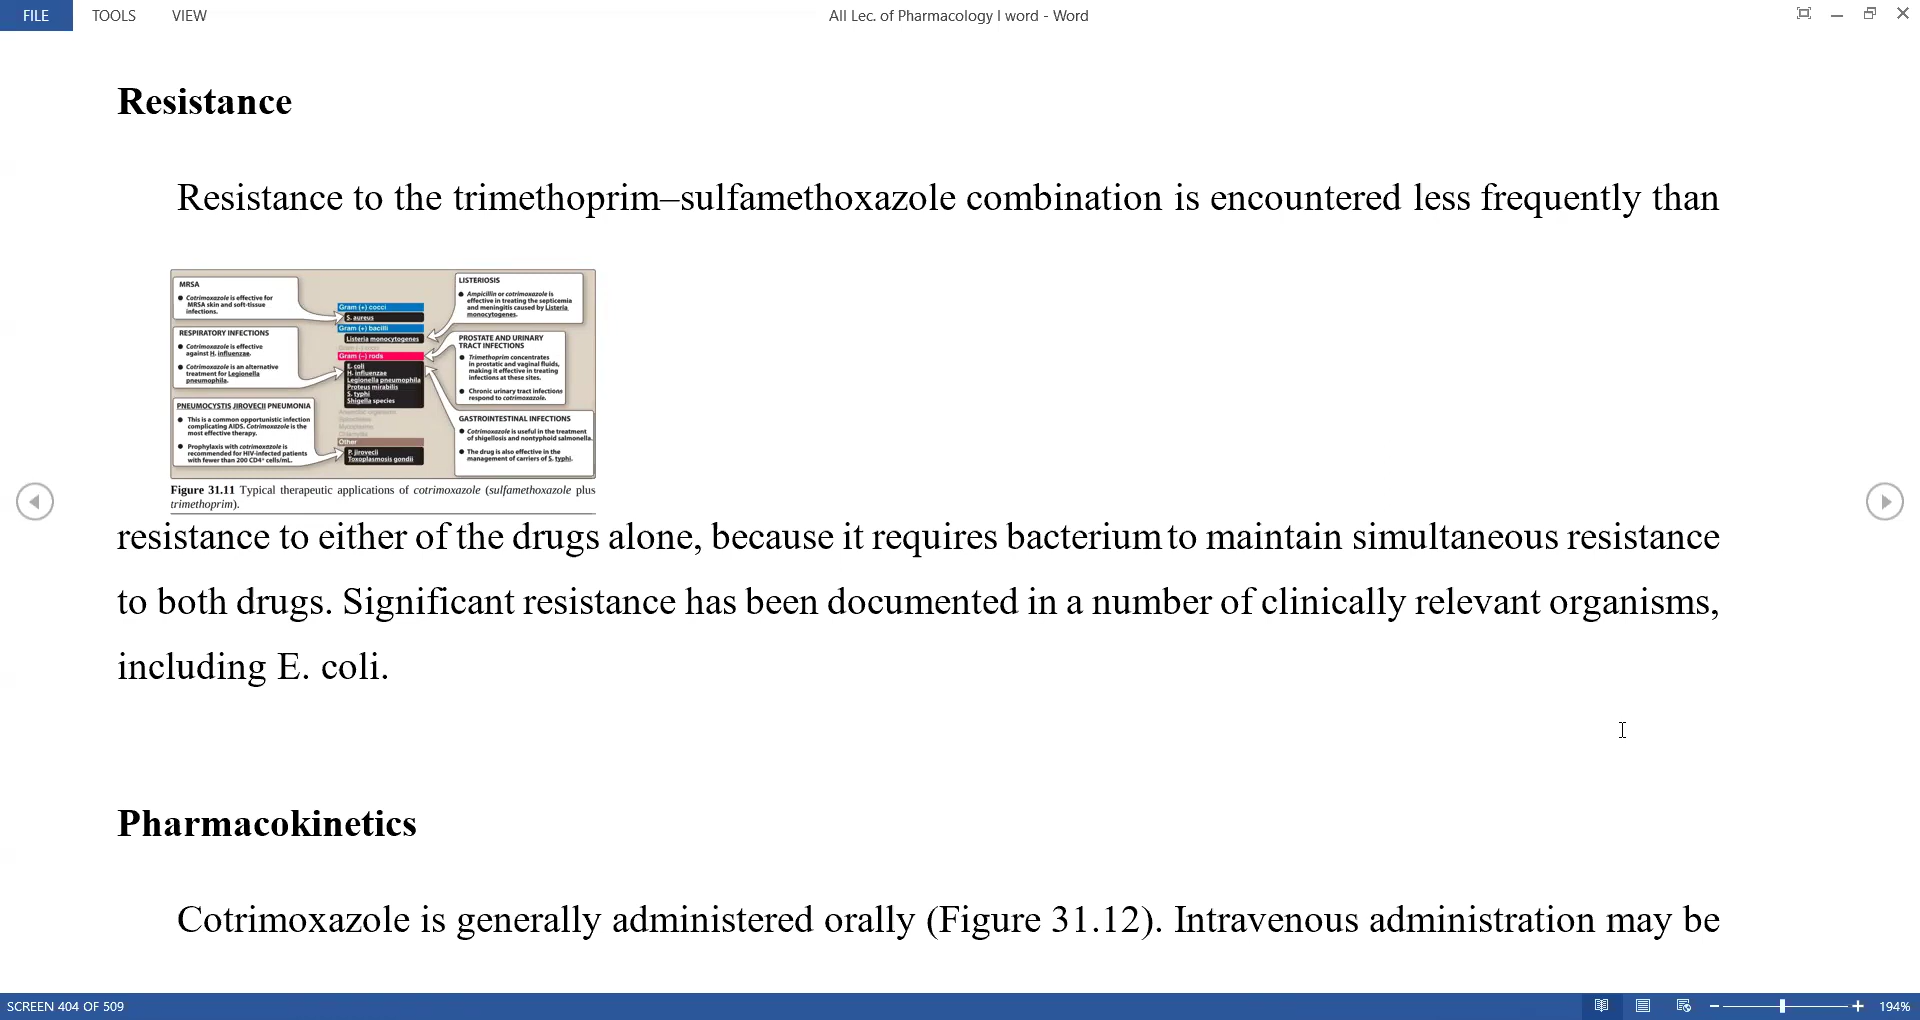 FILE TOOLS VIEW All Lec. of Pharmacology I word - Word
Resistance
Resistance to the trimethoprim–sulfamethoxazole combination is encountered less frequently than
MRSA
● Cotrimoxazole is effective for
MRSA skin and soft-tissue
infections.
RESPIRATORY INFECTIONS
● Cotrimoxazole is effective
against H. influenzae.
● Cotrimoxazole is an alternative
treatment for Legionella
pneumophila.
PNEUMOCYSTIS JIROVECII PNEUMONIA
● This is a common opportunistic infection
complicating AIDS. Cotrimoxazole is the
most effective therapy.
● Prophylaxis with cotrimoxazole is
recommended for HIV-infected patients
with fewer than 200 CD4+ cells/mL.
Gram (+) cocci
S. aureus
Gram (+) bacilli
Listeria monocytogenes
Gram (–) rods
E. coli
H. influenzae
Legionella pneumophila
Proteus mirabilis
S. typhi
Shigella species
Anaerobic organisms
Spirochetes
Mycoplasma
Chlamydia
Other
P. jirovecii
Toxoplasmosis gondii
LISTERIOSIS
● Ampicillin or cotrimoxazole is
effective in treating the septicemia
and meningitis caused by Listeria
monocytogenes.
PROSTATE AND URINARY
TRACT INFECTIONS
● Trimethoprim concentrates
in prostatic and vaginal fluids,
making it effective in treating
infections at these sites.
● Chronic urinary tract infections
respond to cotrimoxazole.
GASTROINTESTINAL INFECTIONS
● Cotrimoxazole is useful in the treatment
of shigellosis and nontyphoid salmonella.
● The drug is also effective in the
management of carriers of S. typhi.
Figure 31.11 Typical therapeutic applications of cotrimoxazole (sulfamethoxazole plus
trimethoprim).
resistance to either of the drugs alone, because it requires bacterium to maintain simultaneous resistance
to both drugs. Significant resistance has been documented in a number of clinically relevant organisms,
including E. coli.
Pharmacokinetics
Cotrimoxazole is generally administered orally (Figure 31.12). Intravenous administration may be
SCREEN 404 OF 509 194%